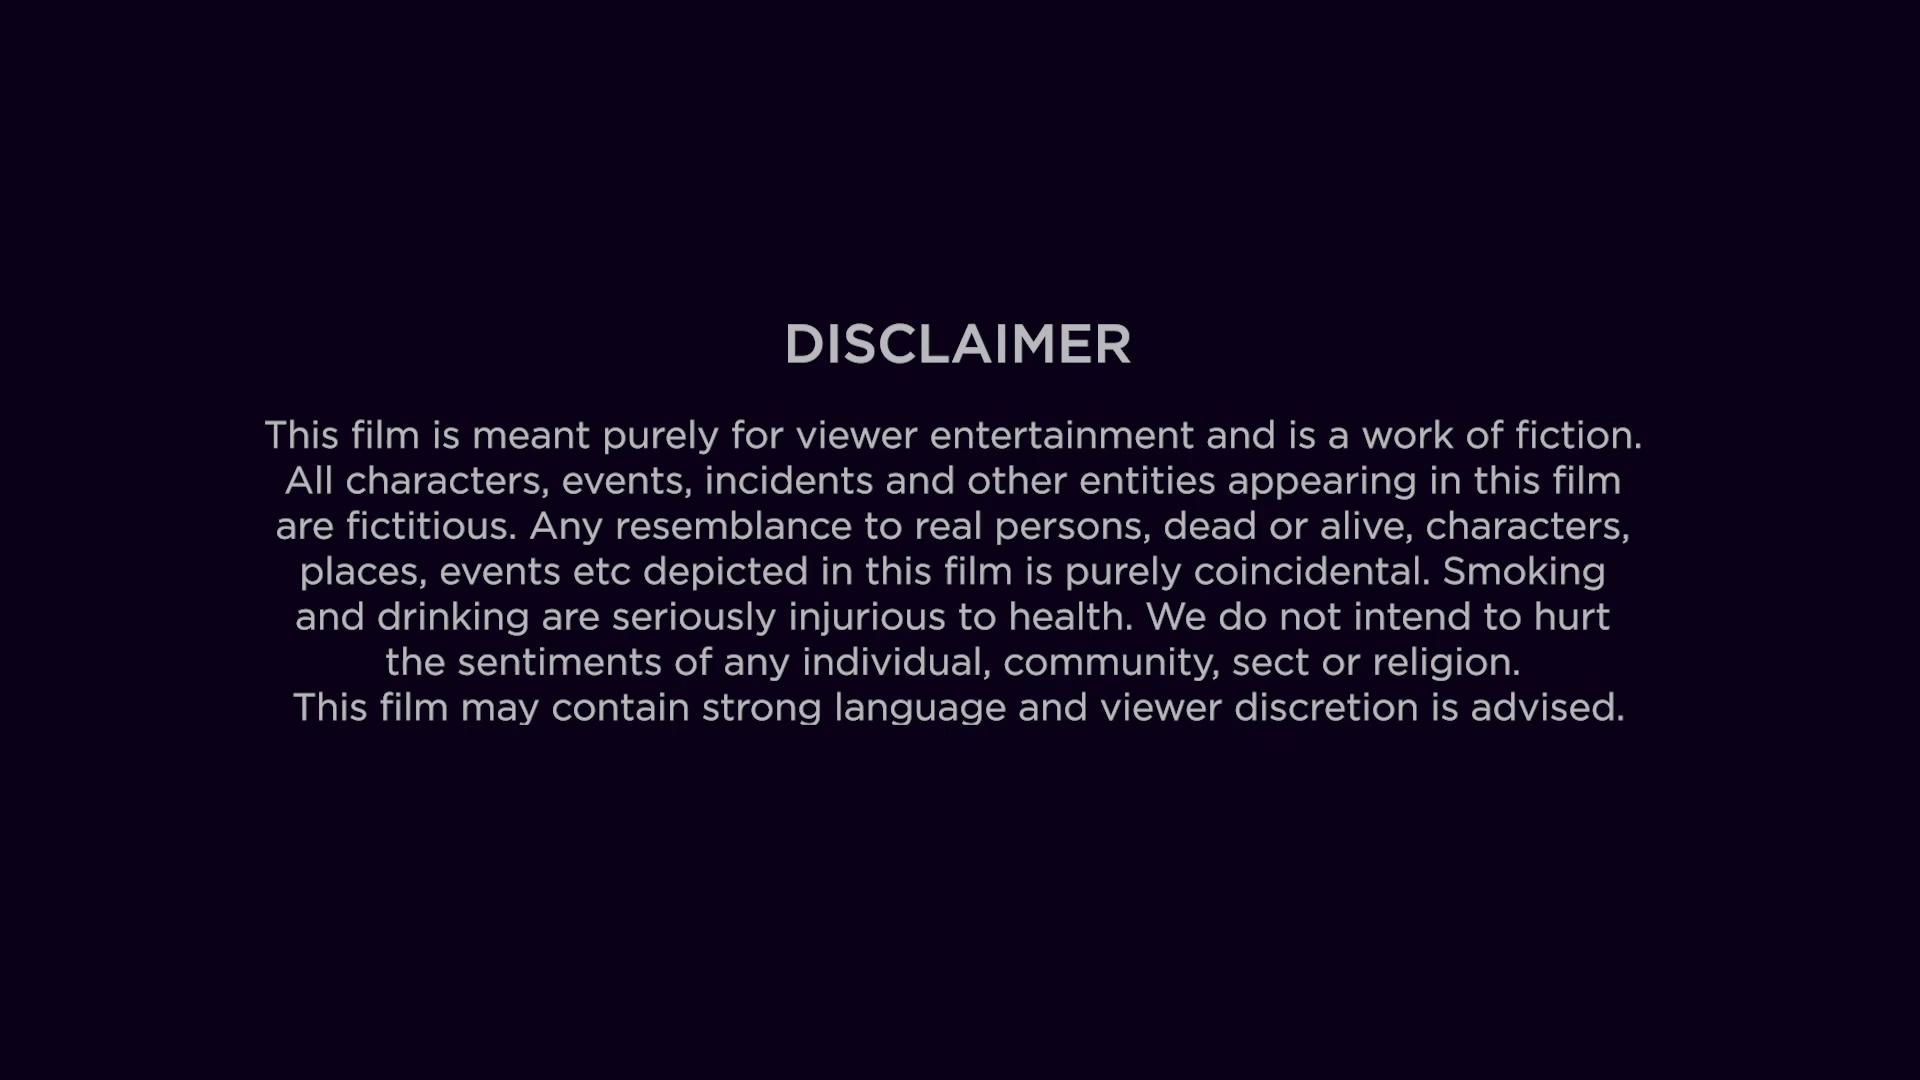 DISCLAIMER
This film is meant purely for viewer entertainment and is a work of fiction.
All characters, events, incidents and other entities appearing in this film
are fictitious. Any resemblance to real persons, dead or alive, characters,
places, events etc depicted in this film is purely coincidental. Smoking
and drinking are seriously injurious to health. We do not intend to hurt
the sentiments of any individual, community, sect or religion.
This film may contain strong language and viewer discretion is advised.